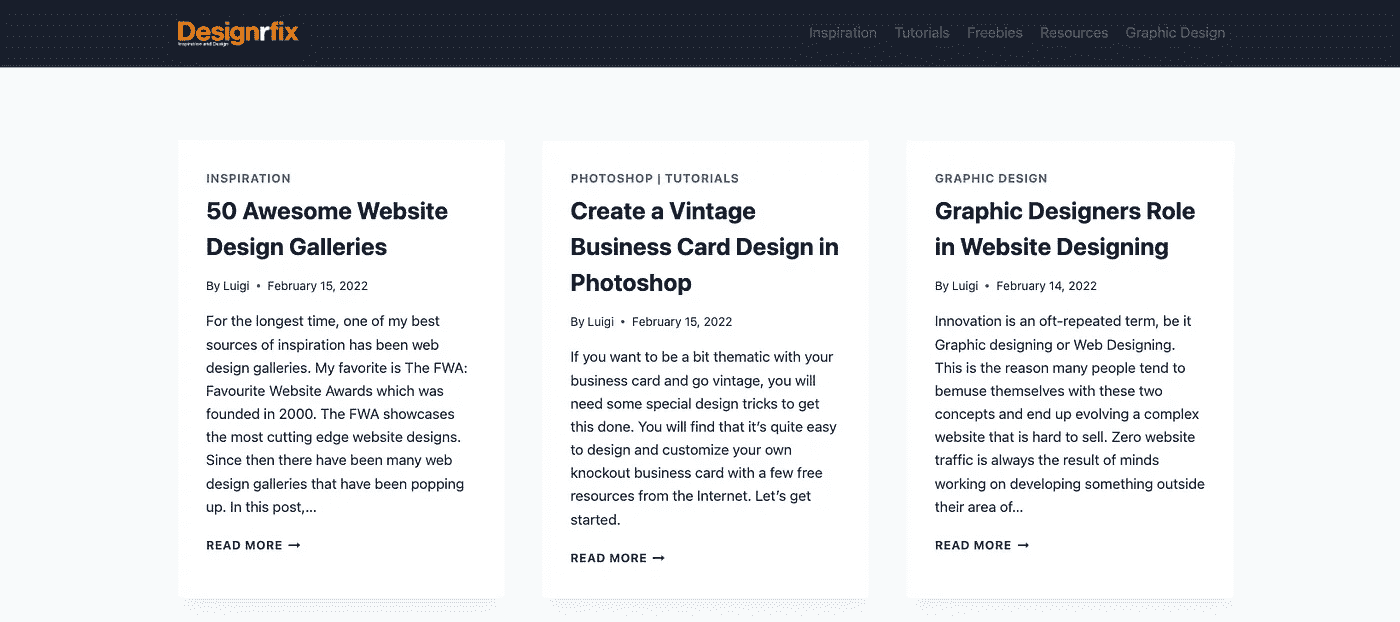 Designrfix
Inspiration and Design
Inspiration Tutorials Freebies Resources Graphic Design
INSPIRATION
50 Awesome Website
Design Galleries
By Luigi • February 15, 2022
For the longest time, one of my best
sources of inspiration has been web
design galleries. My favorite is The FWA:
Favourite Website Awards which was
founded in 2000. The FWA showcases
the most cutting edge website designs.
Since then there have been many web
design galleries that have been popping
up. In this post,...
READ MORE →
PHOTOSHOP | TUTORIALS
Create a Vintage
Business Card Design in
Photoshop
By Luigi • February 15, 2022
If you want to be a bit thematic with your
business card and go vintage, you will
need some special design tricks to get
this done. You will find that it’s quite easy
to design and customize your own
knockout business card with a few free
resources from the Internet. Let’s get
started.
READ MORE →
GRAPHIC DESIGN
Graphic Designers Role
in Website Designing
By Luigi • February 14, 2022
Innovation is an oft-repeated term, be it
Graphic designing or Web Designing.
This is the reason many people tend to
bemuse themselves with these two
concepts and end up evolving a complex
website that is hard to sell. Zero website
traffic is always the result of minds
working on developing something outside
their area of...
READ MORE →